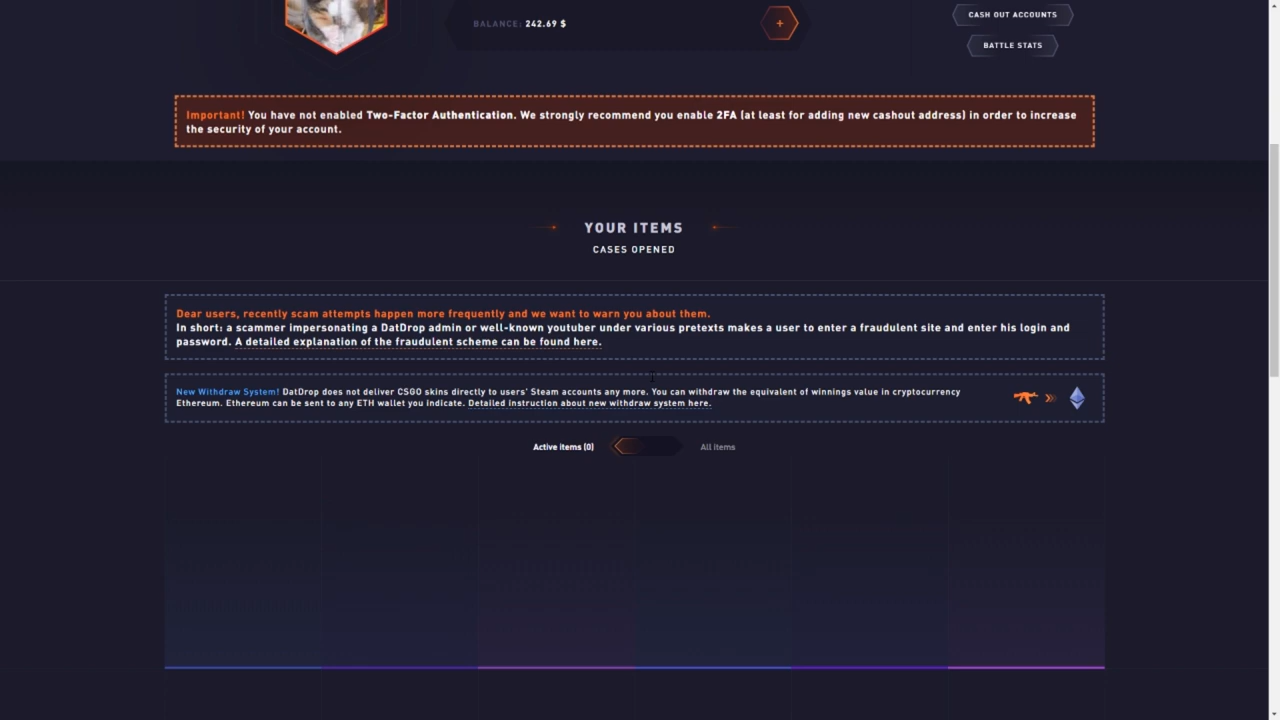 BALANCE: 242.69 $
+
CASH OUT ACCOUNTS
BATTLE STATS
Important! You have not enabled Two-Factor Authentication. We strongly recommend you enable 2FA (at least for adding new cashout address) in order to increase
the security of your account.
YOUR ITEMS
CASES OPENED
Dear users, recently scam attempts happen more frequently and we want to warn you about them.
In short: a scammer impersonating a DatDrop admin or well-known youtuber under various pretexts makes a user to enter a fraudulent site and enter his login and
password. A detailed explanation of the fraudulent scheme can be found here.
New Withdraw System! DatDrop does not deliver CSGO skins directly to users' Steam accounts any more. You can withdraw the equivalent of winnings value in cryptocurrency
Ethereum. Ethereum can be sent to any ETH wallet you indicate. Detailed instruction about new withdraw system here.
Active items (0) All items